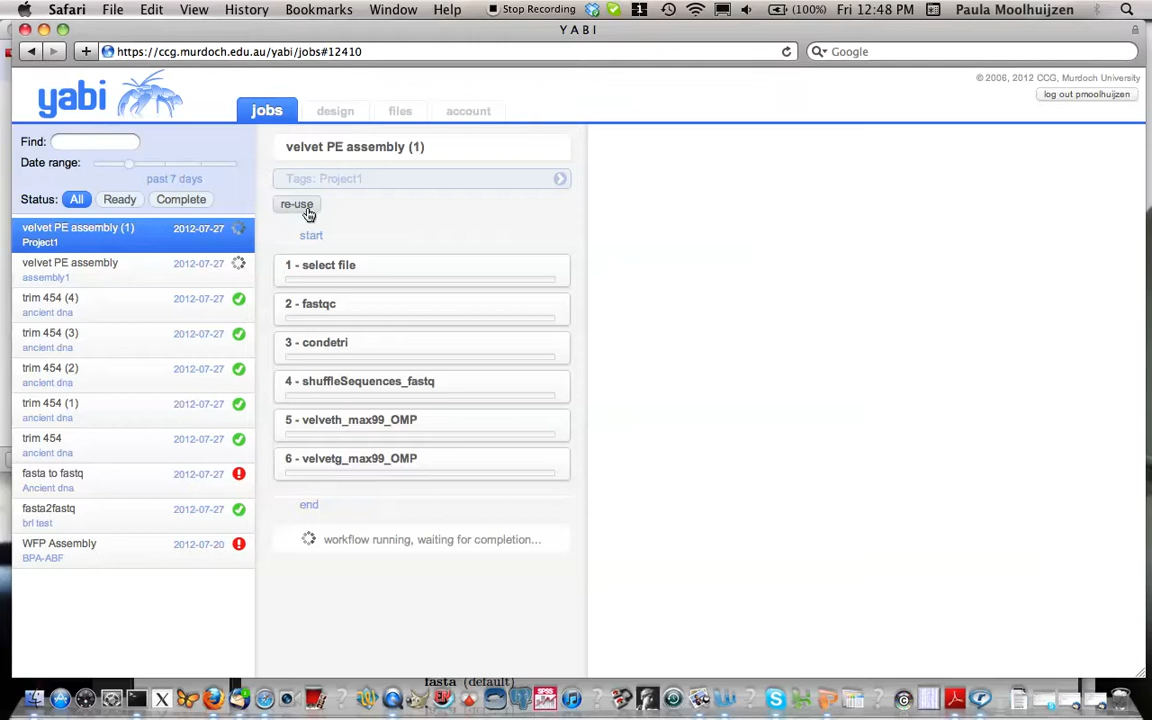 Safari File Edit View History Bookmarks Window Help Stop Recording (100%) Fri 12:48 PM Paula Moolhuijzen
YABI
https://ccg.murdoch.edu.au/yabi/jobs#12410
Google
© 2006, 2012 CCG, Murdoch University
yabi
jobs design files account
log out pmoolhuijzen
Find:
Date range:
past 7 days
Status: All Ready Complete
velvet PE assembly (1) 2012-07-27
Project1
velvet PE assembly 2012-07-27
assembly1
trim 454 (4) 2012-07-27
ancient dna
trim 454 (3) 2012-07-27
ancient dna
trim 454 (2) 2012-07-27
ancient dna
trim 454 (1) 2012-07-27
ancient dna
trim 454 2012-07-27
ancient dna
fasta to fastq 2012-07-27
Ancient dna
fasta2fastq 2012-07-27
brl test
WFP Assembly 2012-07-20
BPA-ABF
velvet PE assembly (1)
Tags: Project1
re-use
start
1 - select file
2 - fastqc
3 - condetri
4 - shuffleSequences_fastq
5 - velveth_max99_OMP
6 - velvetg_max99_OMP
end
workflow running, waiting for completion...
fasta (default)